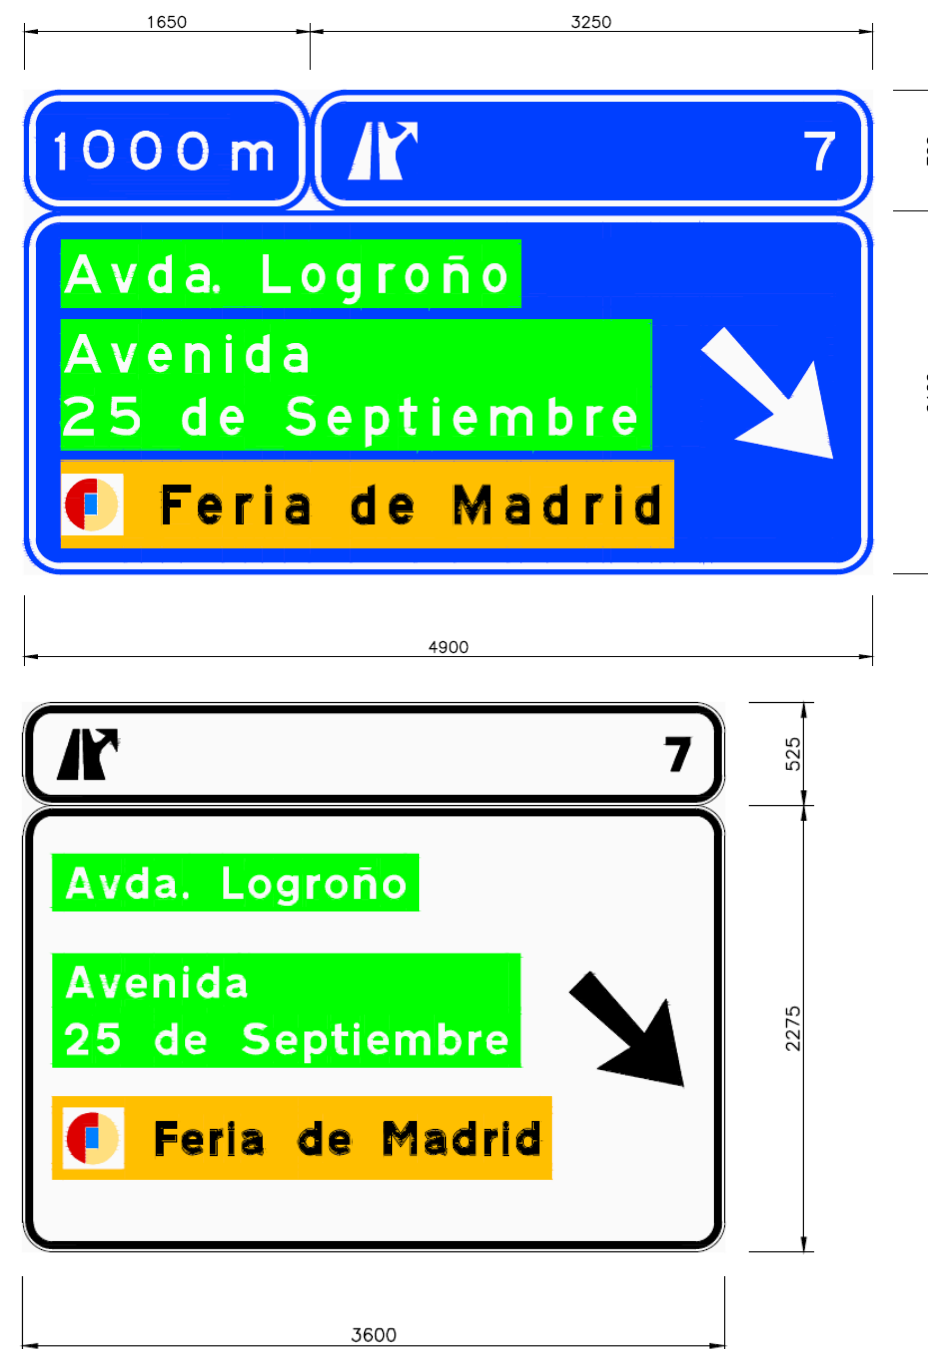 1650 3250
1000 m 7
Avda. Logroño
Avenida
25 de Septiembre
Feria de Madrid
4900
7
525
Avda. Logroño
Avenida
25 de Septiembre
Feria de Madrid
2275
3600